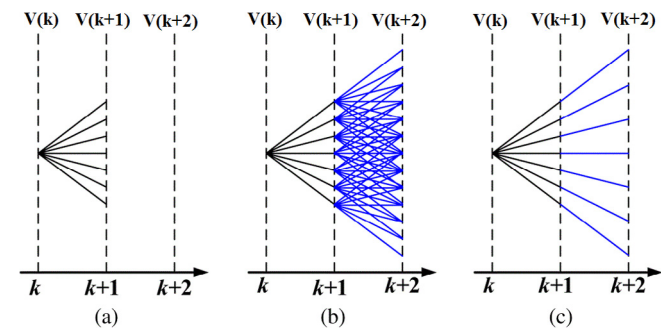 V(k) V(k+1) V(k+2) V(k) V(k+1) V(k+2) V(k) V(k+1) V(k+2)
k k+1 k+2 k k+1 k+2 k k+1 k+2
(a) (b) (c)